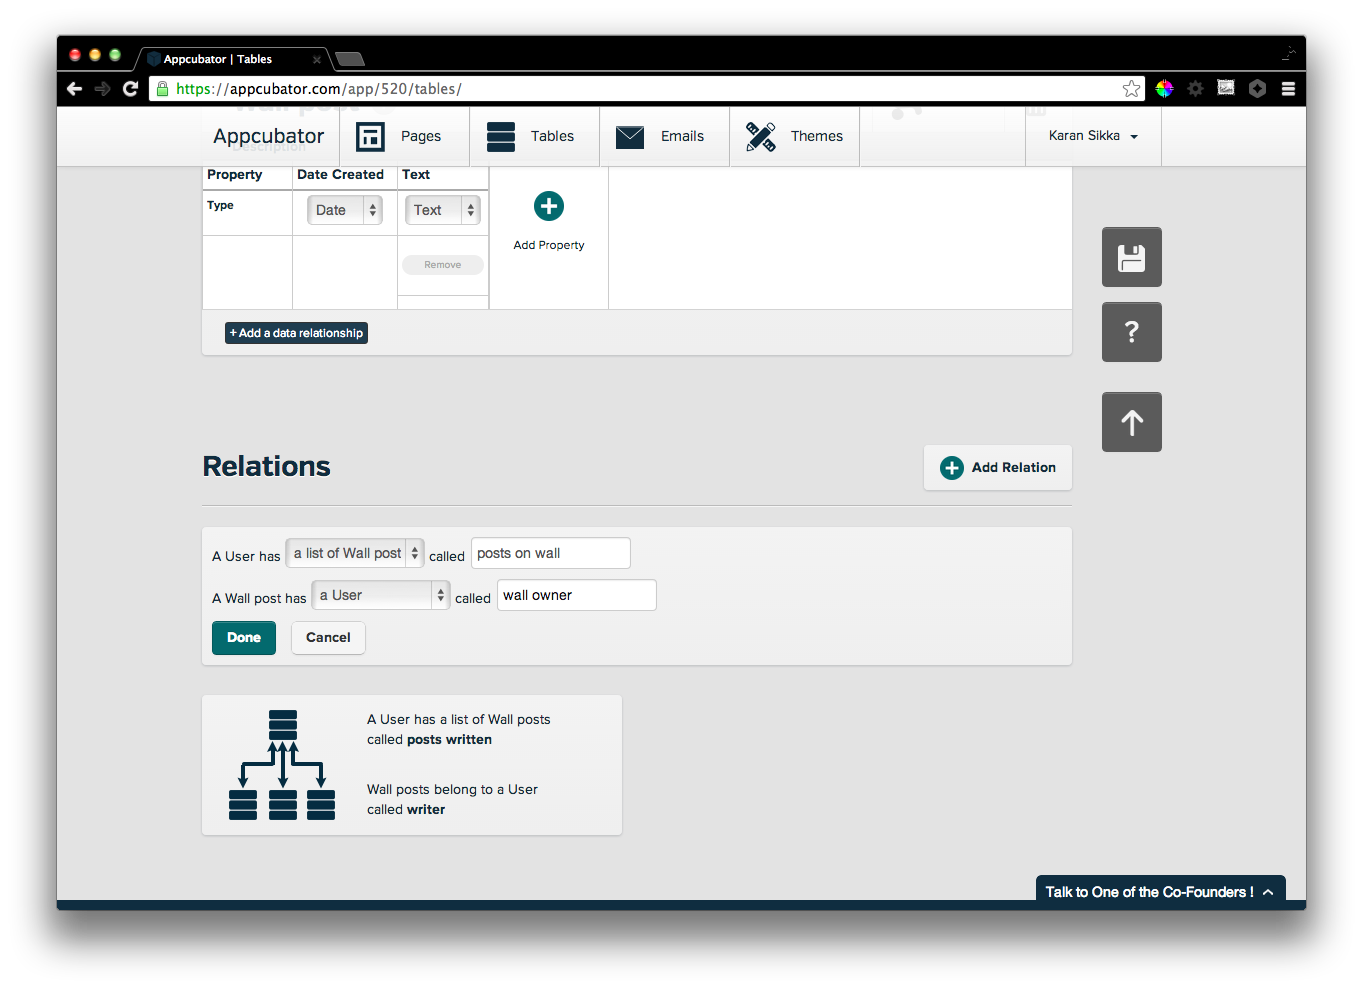 Appcubator | Tables
https://appcubator.com/app/520/tables/
Wall post
Appcubator
Pages
Tables
Emails
Themes
Karan Sikka
Description
Property
Date Created
Text
Type
Date
Text
Add Property
Remove
+ Add a data relationship
?
Relations
Add Relation
A User has a list of Wall post called posts on wall
A Wall post has a User called wall owner
Done
Cancel
A User has a list of Wall posts
called posts written
Wall posts belong to a User
called writer
Talk to One of the Co-Founders !